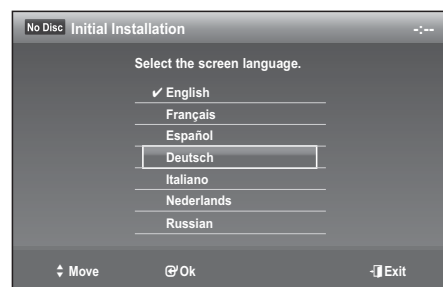 No Disc Initial Installation -:--
Select the screen language.
✔ English
Français
Español
Deutsch
Italiano
Nederlands
Russian
Move Ok Exit